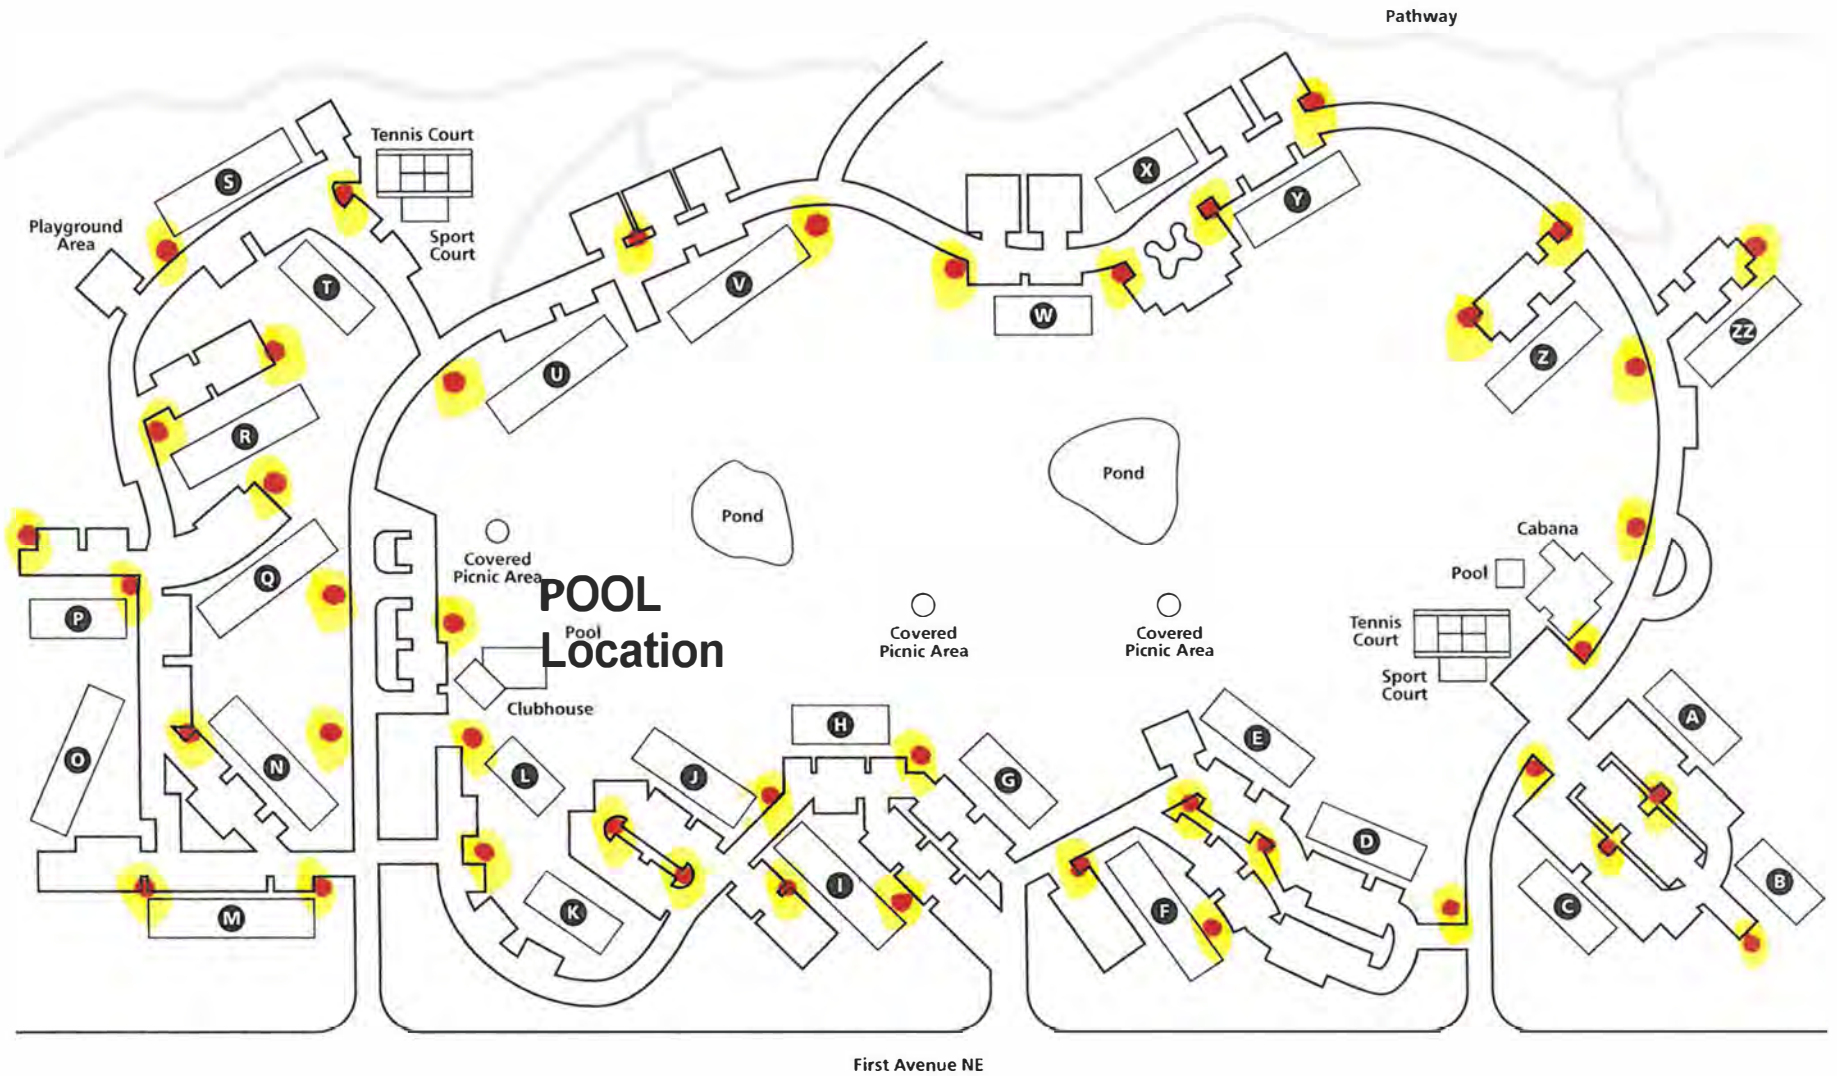 Pathway
Tennis Court
S
X
Y
Playground
Area
Sport
Court
T
V
W
ZZ
Z
U
R
Pond
Pond
Cabana
Covered
Picnic Area
Pool
Q
POOL
Location
Pool
P
Covered
Picnic Area
Covered
Picnic Area
Tennis
Court
Sport
Court
Clubhouse
A
H
E
O
N
L
J
G
D
B
I
C
F
K
M
First Avenue NE